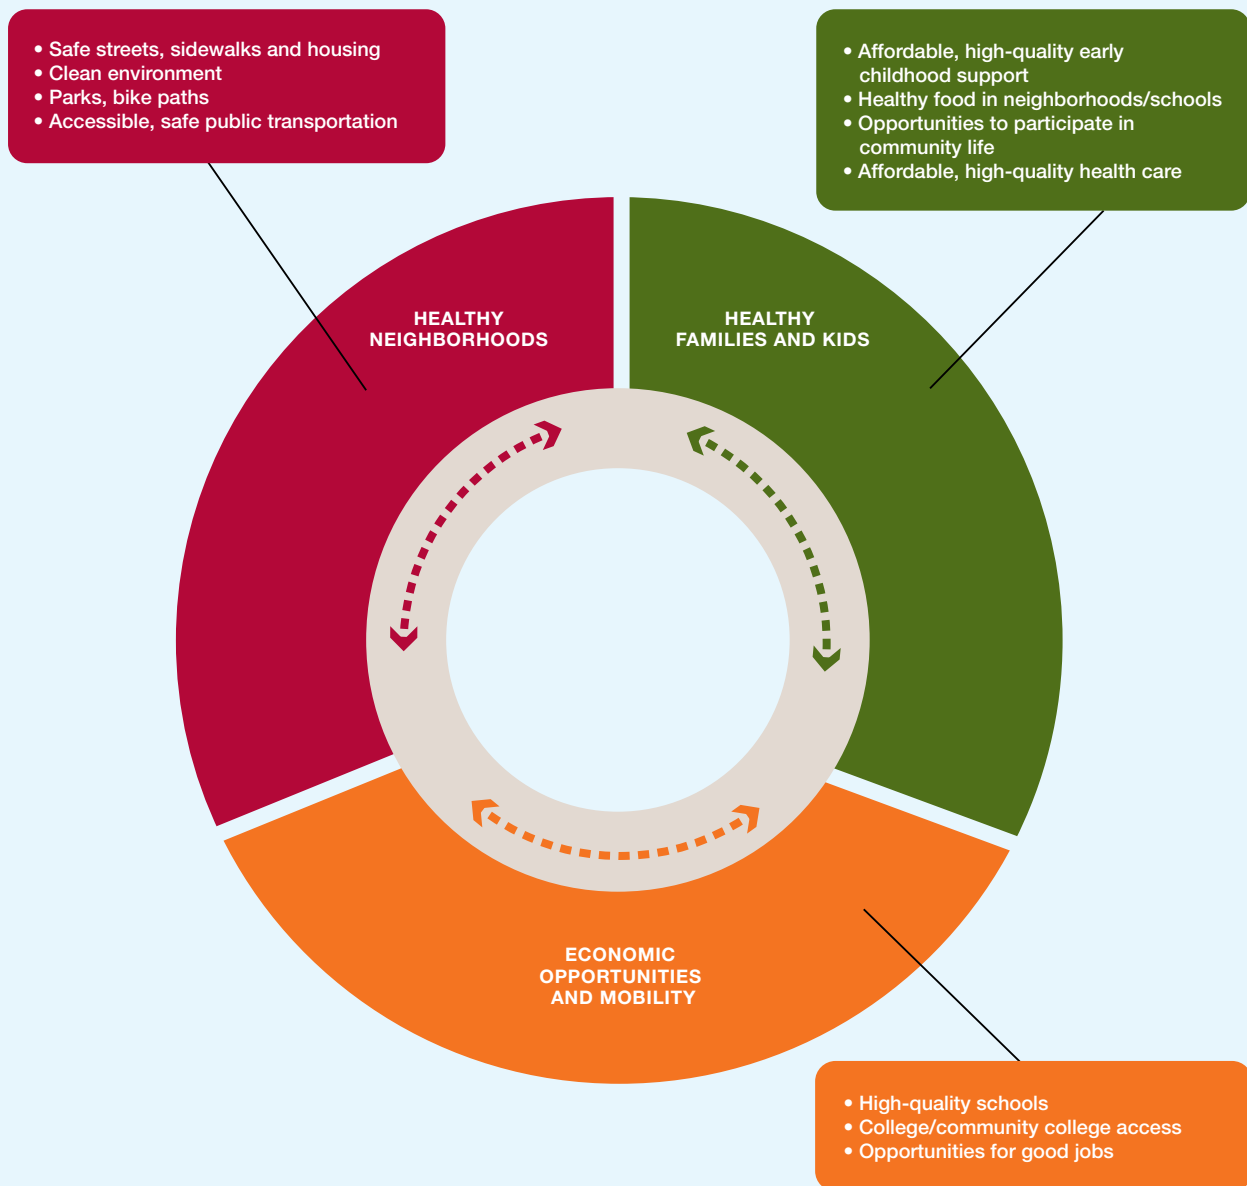 • Safe streets, sidewalks and housing
• Clean environment
• Parks, bike paths
• Accessible, safe public transportation
• Affordable, high-quality early
childhood support
• Healthy food in neighborhoods/schools
• Opportunities to participate in
community life
• Affordable, high-quality health care
HEALTHY
NEIGHBORHOODS
HEALTHY
FAMILIES AND KIDS
ECONOMIC
OPPORTUNITIES
AND MOBILITY
• High-quality schools
• College/community college access
• Opportunities for good jobs